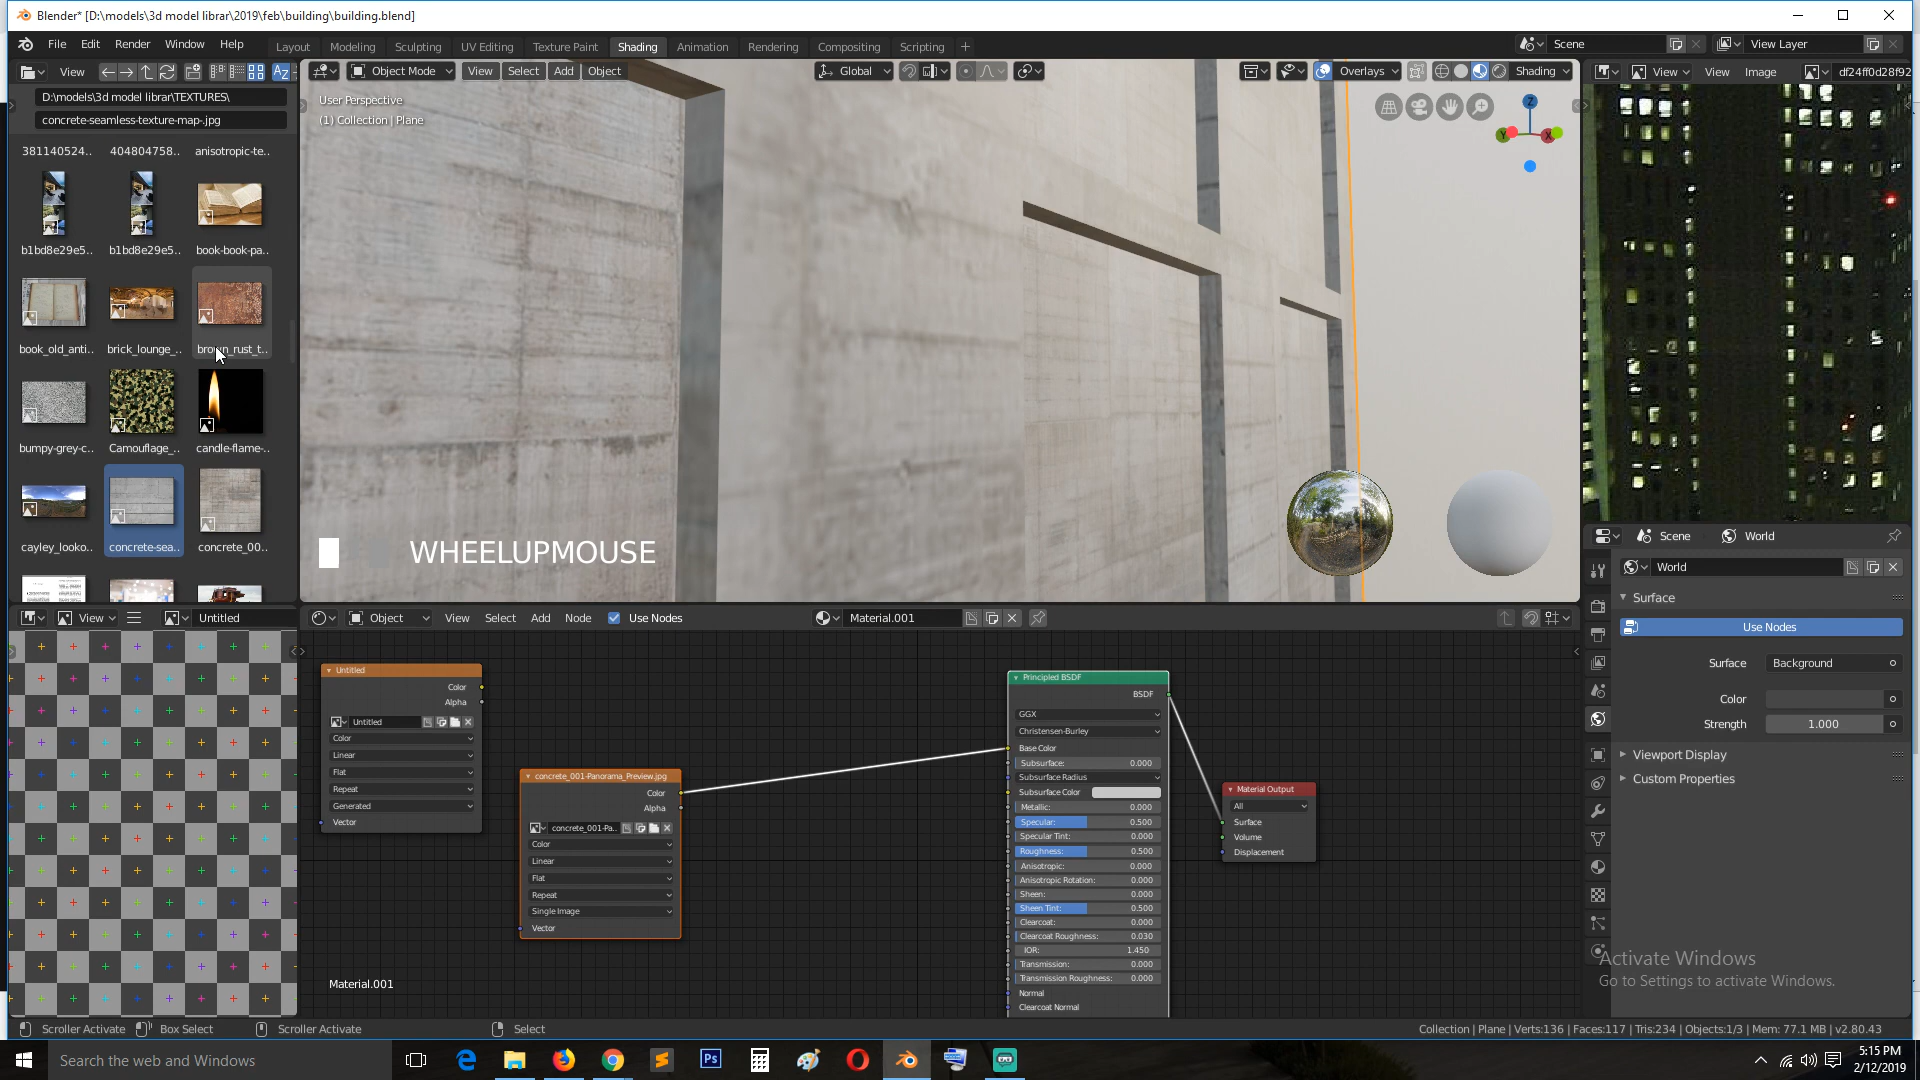 Blender* [D:\models\3d model librar\2019\feb\building\building.blend]
File Edit Render Window Help
Layout Modeling Sculpting UV Editing Texture Paint Shading Animation Rendering Compositing Scripting +
Scene
View Layer
View
Object Mode View Select Add Object
Global
Overlays
Shading
View View Image
df24ff0d28f92
D:\models\3d model librar\TEXTURES\
concrete-seamless-texture-map-.jpg
User Perspective
(1) Collection | Plane
Z
Y
X
381140524.. 404804758.. anisotropic-te..
b1bd8e29e5.. b1bd8e29e5.. book-book-pa..
book_old_anti.. brick_lounge_.. brown_rust_t..
bumpy-grey-c.. Camouflage_.. candle-flame-..
cayley_looko.. concrete-sea.. concrete_00..
WHEELUPMOUSE
Scene World
World
Surface
Use Nodes
Surface Background
Color
Strength 1.000
Viewport Display
Custom Properties
View
Untitled
Object View Select Add Node Use Nodes
Material.001
Untitled
Color
Alpha
Untitled
Color
Linear
Flat
Repeat
Generated
Vector
concrete_001-Panorama_Preview.jpg
Color
Alpha
concrete_001-Pa..
Color
Linear
Flat
Repeat
Single Image
Vector
Principled BSDF
BSDF
GGX
Christensen-Burley
Base Color
Subsurface: 0.000
Subsurface Radius
Subsurface Color
Metallic: 0.000
Specular: 0.500
Specular Tint: 0.000
Roughness: 0.500
Anisotropic: 0.000
Anisotropic Rotation: 0.000
Sheen: 0.000
Sheen Tint: 0.500
Clearcoat: 0.000
Clearcoat Roughness: 0.030
IOR: 1.450
Transmission: 0.000
Transmission Roughness: 0.000
Normal
Clearcoat Normal
Material Output
All
Surface
Volume
Displacement
Material.001
Activate Windows
Go to Settings to activate Windows.
Scroller Activate Box Select Scroller Activate Select
Collection | Plane | Verts:136 | Faces:117 | Tris:234 | Objects:1/3 | Mem: 77.1 MB | v2.80.43
Search the web and Windows
Ps
5:15 PM
2/12/2019